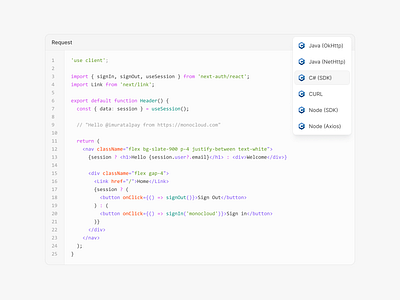 Request
1 'use client';
2
3 import { signIn, signOut, useSession } from 'next-auth/react';
4 import Link from 'next/link';
5
6 export default function Header() {
7 const { data: session } = useSession();
8
9 // "Hello @imurataipay from https://monocloud.com"
10
11 return (
12 <nav className="flex bg-slate-900 p-4 justify-between text-white">
13 {session ? <h1>Hello {session.user?.email}</h1> : <div>Welcome</div>}
14
15 <div className="flex gap-4">
16 <Link href="/">Home</Link>
17 {session ? (
18 <button onClick={() => signOut()}>Sign Out</button>
19 ) : (
20 <button onClick={() => signIn('monocloud')}>Sign in</button>
21 )}
22 </div>
23 </nav>
24 );
25 }
Java (OkHttp)
Java (NetHttp)
C# (SDK)
CURL
Node (SDK)
Node (Axios)